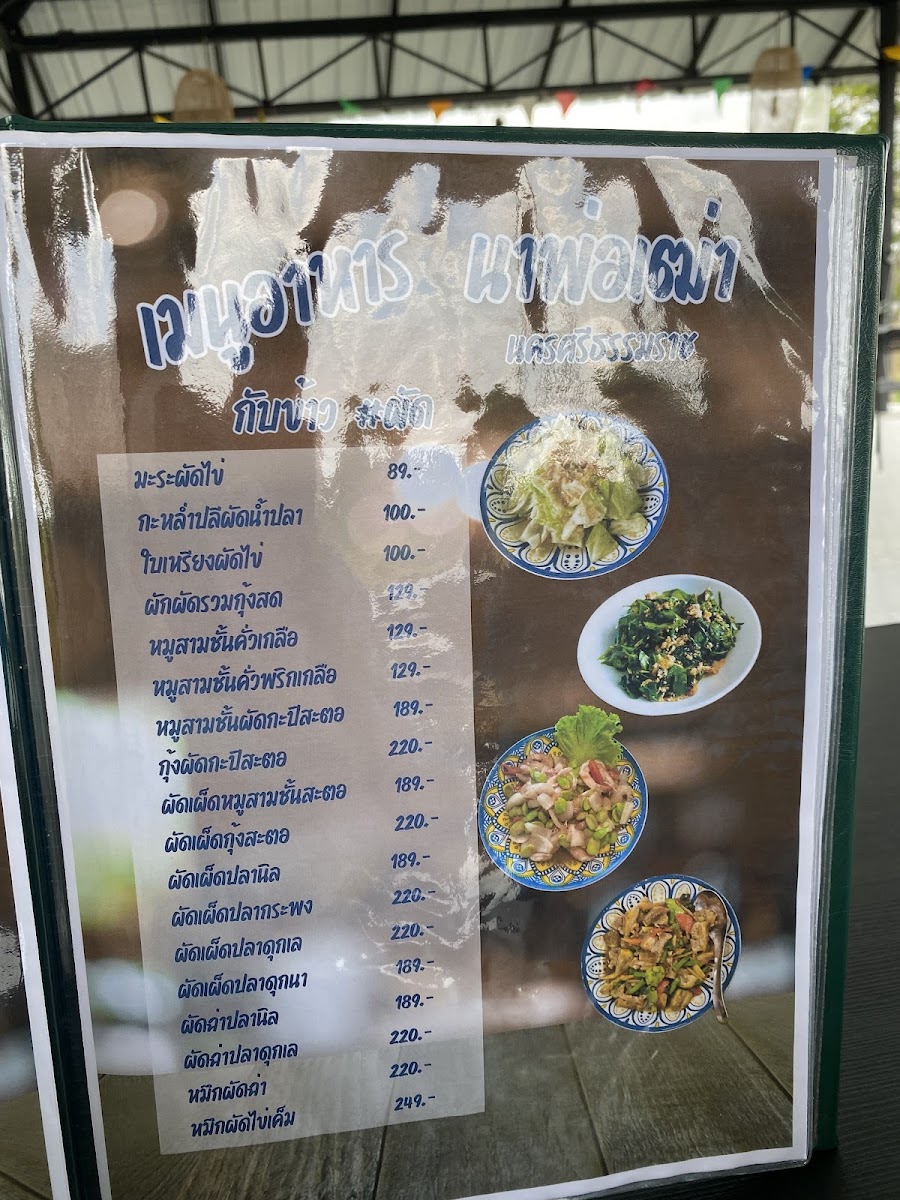 เมนูอาหาร นาพ่อเฒ่า
นครศรีธรรมราช
กับข้าว #ผัด
มะระผัดไข่ 89.-
กะหล่ำปลีผัดน้ำปลา 100.-
ใบเหรียงผัดไข่ 100.-
ผักผัดรวมกุ้งสด 129.-
หมูสามชั้นคั่วเกลือ 129.-
หมูสามชั้นคั่วพริกเกลือ 129.-
หมูสามชั้นผัดกะปิสะตอ 189.-
กุ้งผัดกะปิสะตอ 220.-
ผัดเผ็ดหมูสามชั้นสะตอ 189.-
ผัดเผ็ดกุ้งสะตอ 220.-
ผัดเผ็ดปลานิล 189.-
ผัดเผ็ดปลากระพง 220.-
ผัดเผ็ดปลาดุกเล 220.-
ผัดเผ็ดปลาดุกนา 189.-
ผัดฉ่าปลานิล 189.-
ผัดฉ่าปลาดุกเล 220.-
หมึกผัดฉ่า 220.-
หมึกผัดไข่เค็ม 249.-